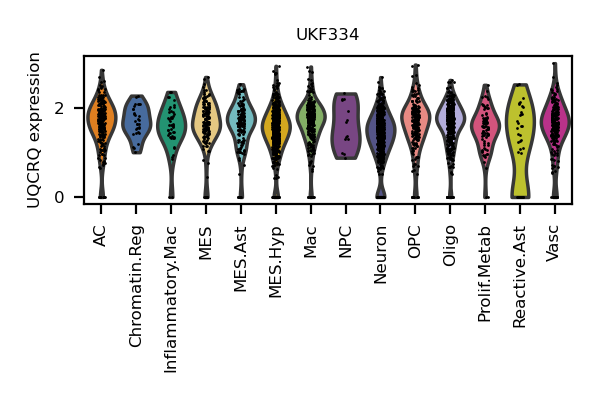 UKF334
UQCRQ expression
2
0
AC
Chromatin.Reg
Inflammatory.Mac
MES
MES.Ast
MES.Hyp
Mac
NPC
Neuron
OPC
Oligo
Prolif.Metab
Reactive.Ast
Vasc